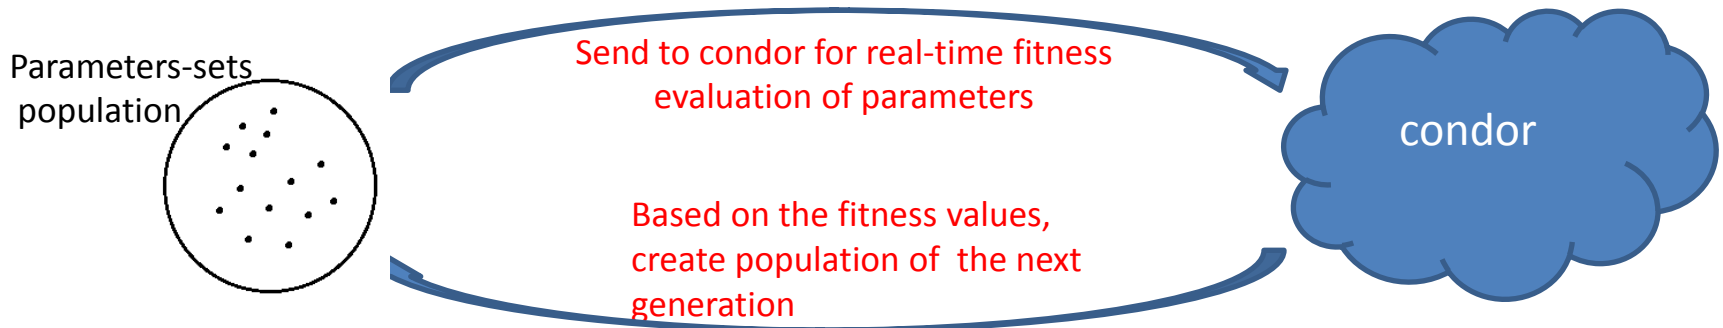 Parameters-sets
population
Send to condor for real-time fitness
evaluation of parameters
condor
Based on the fitness values,
create population of the next
generation